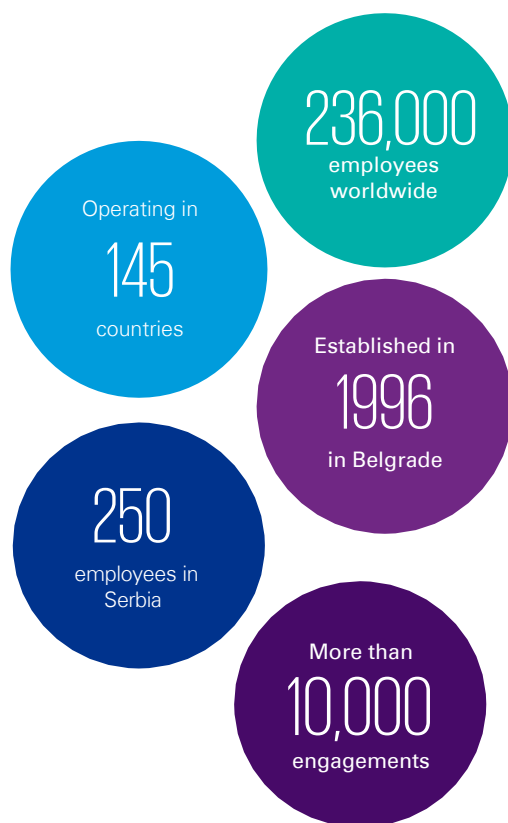 236,000
employees
worldwide
Operating in
145
countries
Established in
1996
in Belgrade
250
employees in
Serbia
More than
10,000
engagements